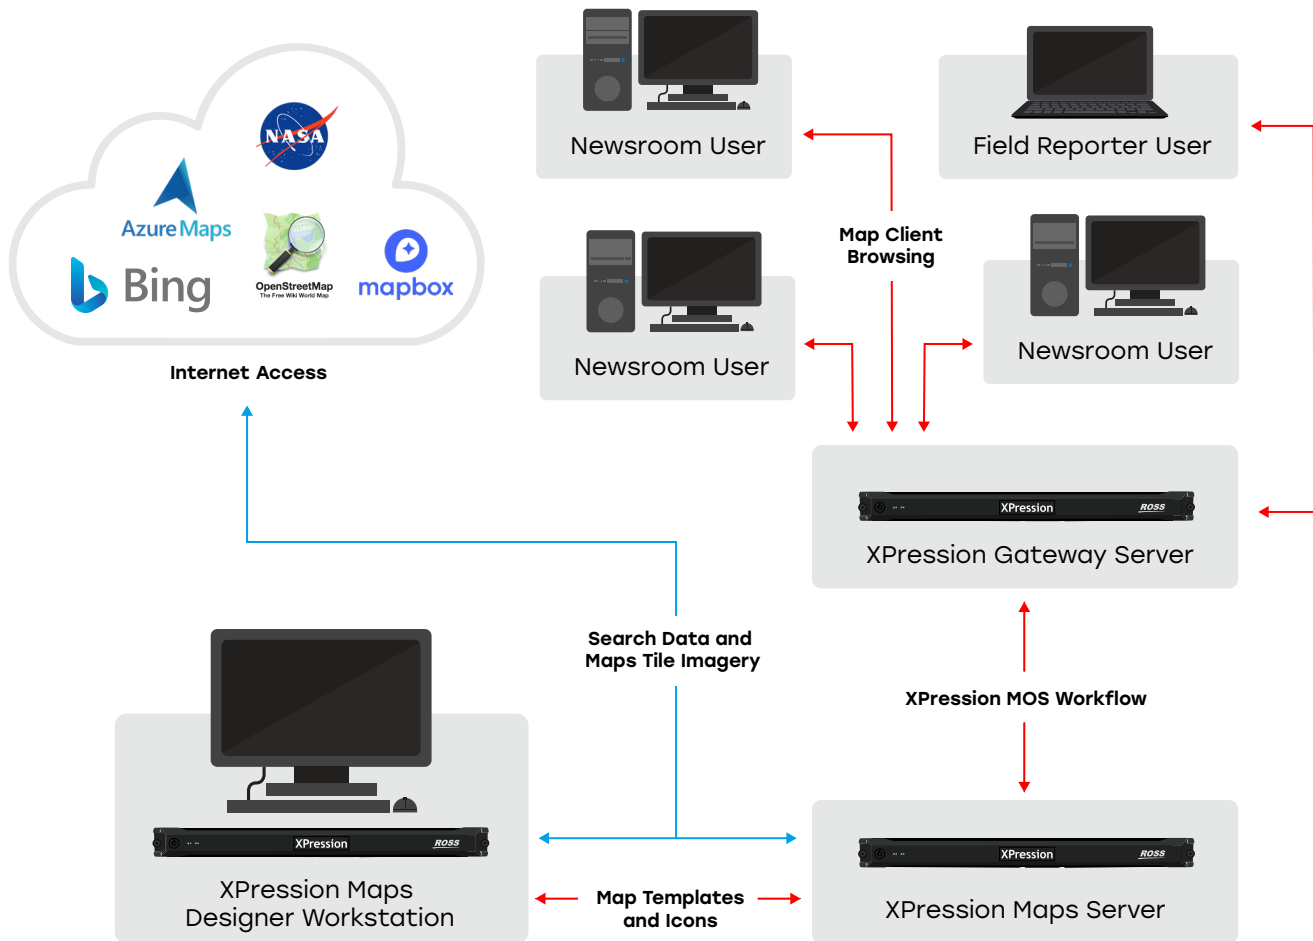 NASA
Azure Maps
Bing
OpenStreetMap
The Free Wiki World Map
mapbox
Internet Access
Newsroom User
Field Reporter User
Map Client
Browsing
Newsroom User
Newsroom User
XPression
ROSS
XPression Gateway Server
Search Data and
Maps Tile Imagery
XPression MOS Workflow
XPression
ROSS
XPression Maps
Designer Workstation
Map Templates
and Icons
XPression
ROSS
XPression Maps Server